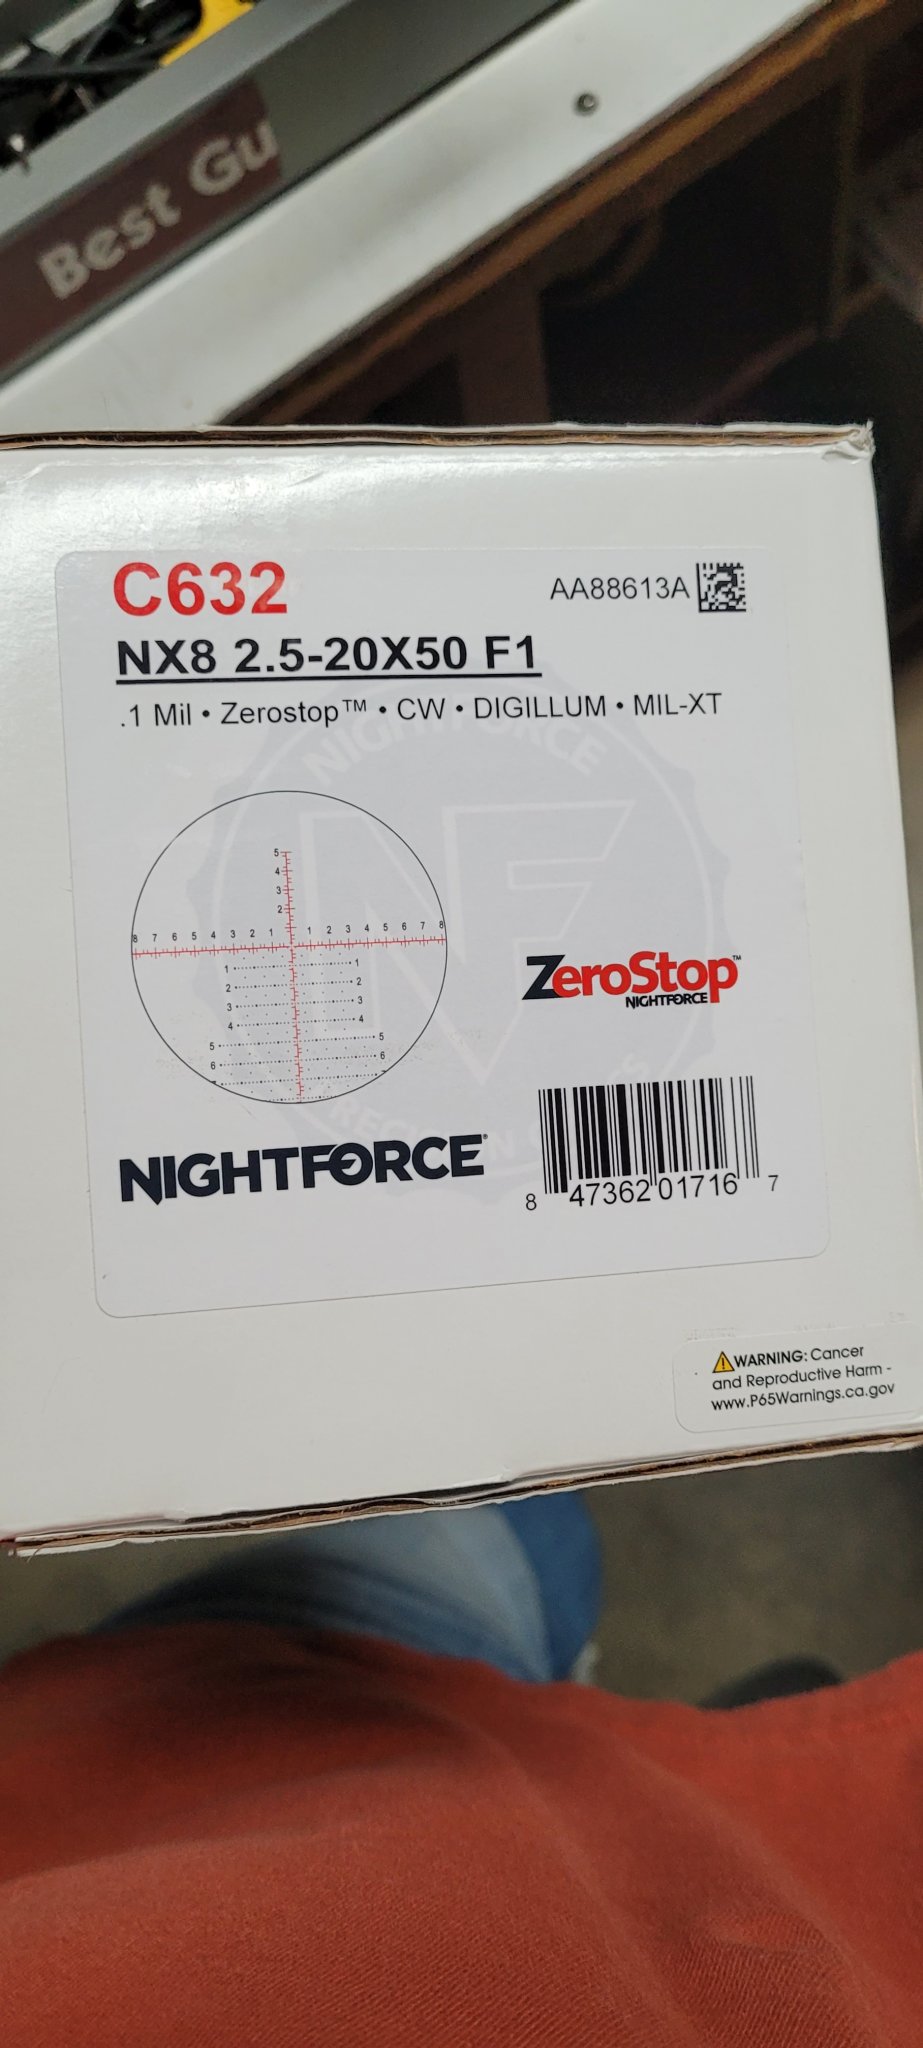 Best Gu
C632
AA88613A
NX8 2.5-20X50 F1
.1 Mil • Zerostop™ • CW • DIGILLUM • MIL-XT
NIGHTFORCE
NF
5
4
3
2
8 7 6 5 4 3 2 1 1 2 3 4 5 6 7 8
1 1
2 2
3 3
4 4
5 5
6 6
ZeroStop™
NIGHTFORCE
NIGHTFORCE®
8 47362 01716 7
WARNING: Cancer
and Reproductive Harm -
www.P65Warnings.ca.gov